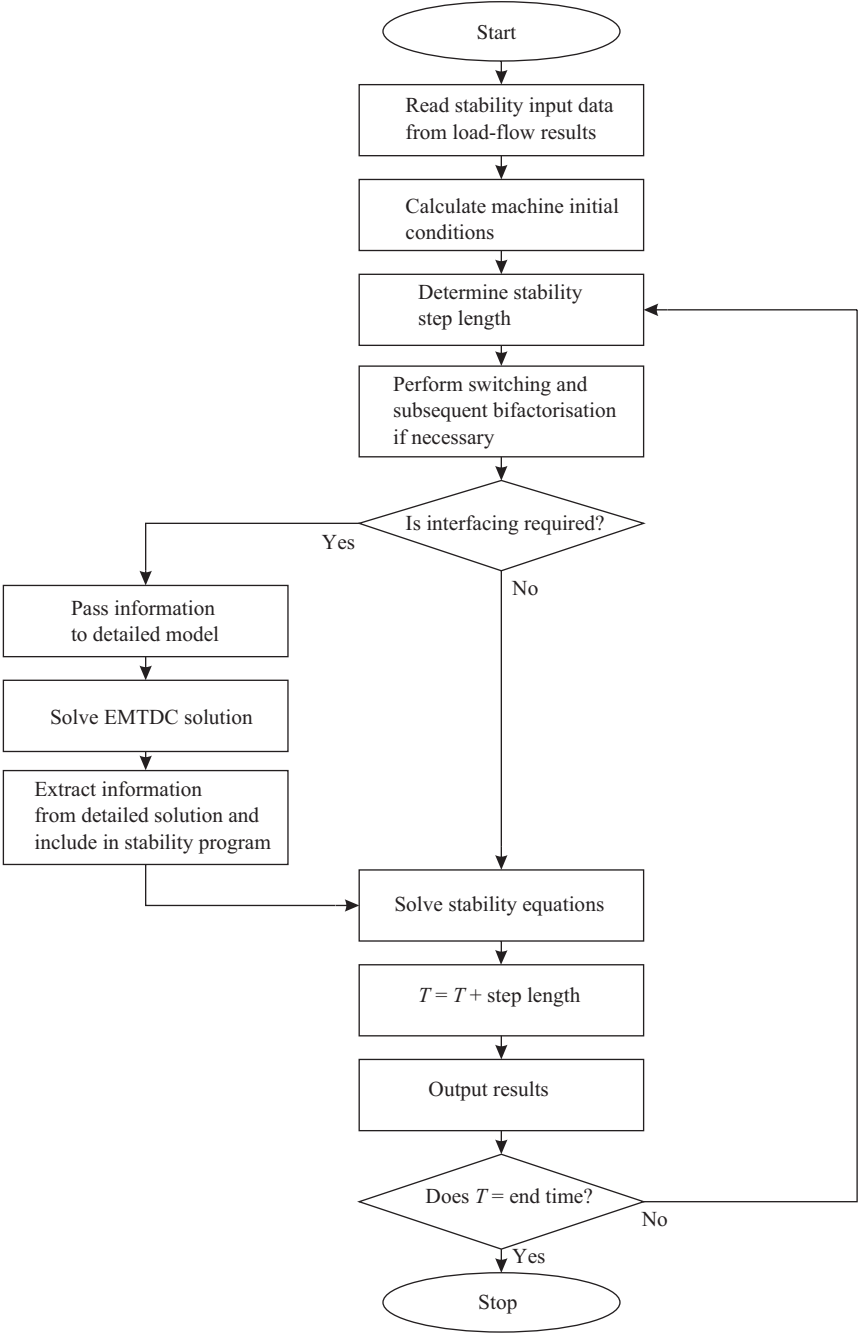 Start
Read stability input data
from load-flow results
Calculate machine initial
conditions
Determine stability
step length
Perform switching and
subsequent bifactorisation
if necessary
Is interfacing required?
Yes
No
Pass information
to detailed model
Solve EMTDC solution
Extract information
from detailed solution and
include in stability program
Solve stability equations
T = T + step length
Output results
Does T = end time?
No
Yes
Stop